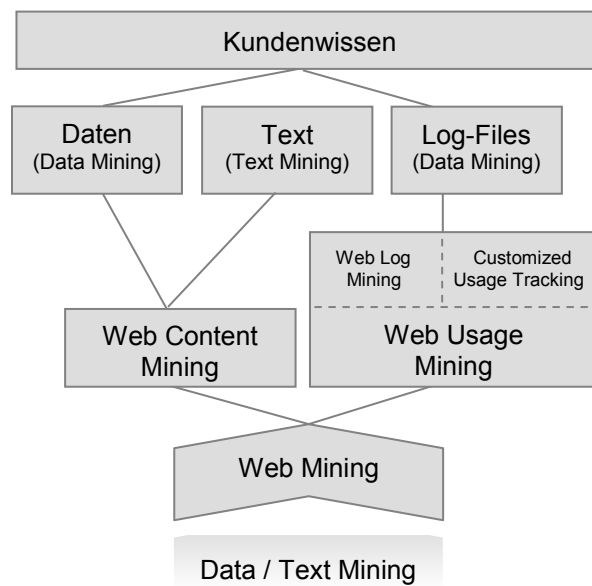 Kundenwissen
Daten
(Data Mining)
Text
(Text Mining)
Log-Files
(Data Mining)
Web Log
Mining
Customized
Usage Tracking
Web Content
Mining
Web Usage
Mining
Web Mining
Data / Text Mining